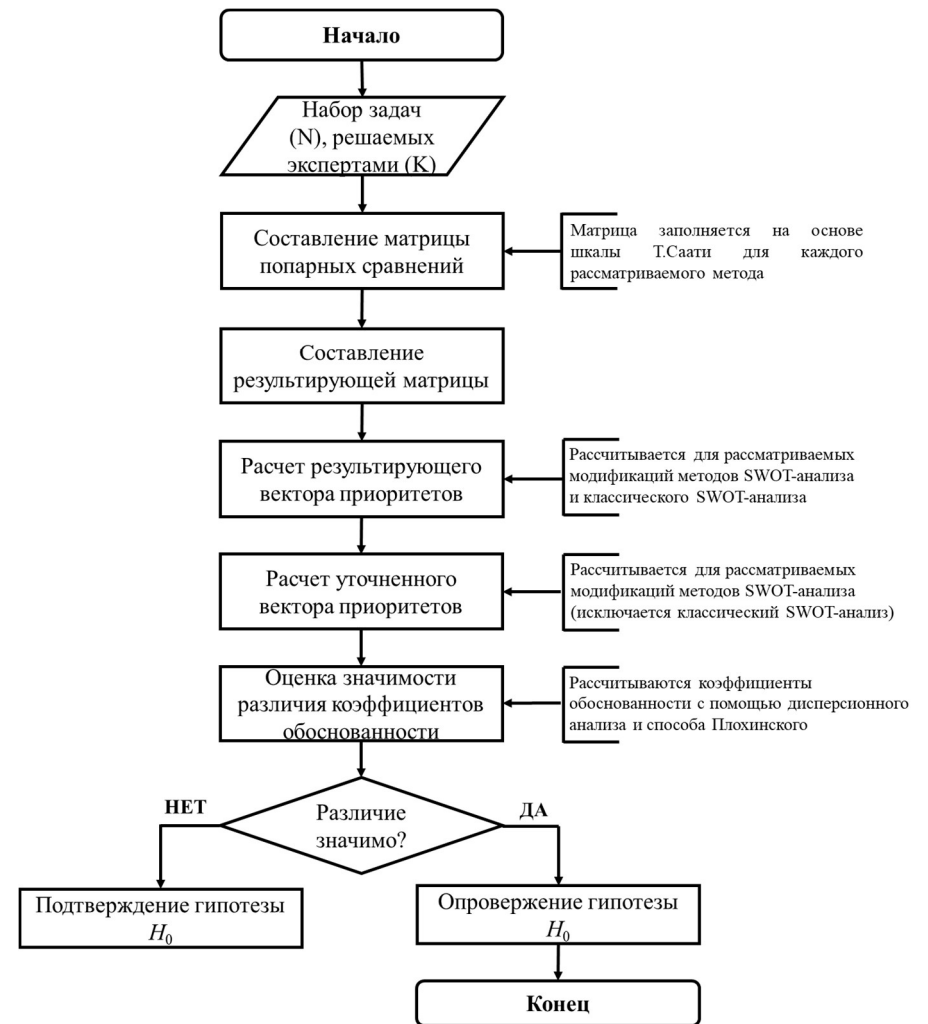 Начало
Набор задач
(N), решаемых
экспертами (K)
Составление матрицы
попарных сравнений
Матрица заполняется на основе
шкалы Т.Саати для каждого
рассматриваемого метода
Составление
результирующей матрицы
Расчет результирующего
вектора приоритетов
Рассчитывается для рассматриваемых
модификаций методов SWOT-анализа
и классического SWOT-анализа
Расчет уточненного
вектора приоритетов
Рассчитывается для рассматриваемых
модификаций методов SWOT-анализа
(исключается классический SWOT-анализ)
Оценка значимости
различия коэффициентов
обоснованности
Рассчитываются коэффициенты
обоснованности с помощью дисперсионного
анализа и способа Плохинского
НЕТ
Различие
значимо?
ДА
Подтверждение гипотезы
H₀
Опровержение гипотезы
H₀
Конец